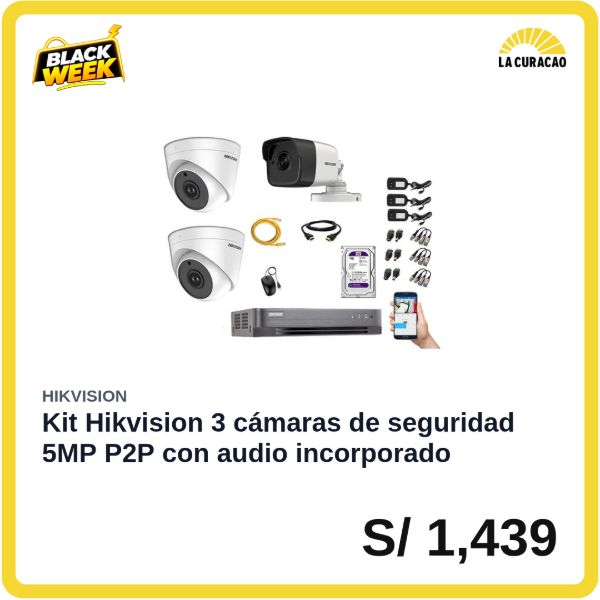 BLACK
WEEK
LA CURACAO
HIKVISION
Kit Hikvision 3 cámaras de seguridad
5MP P2P con audio incorporado
S/ 1,439